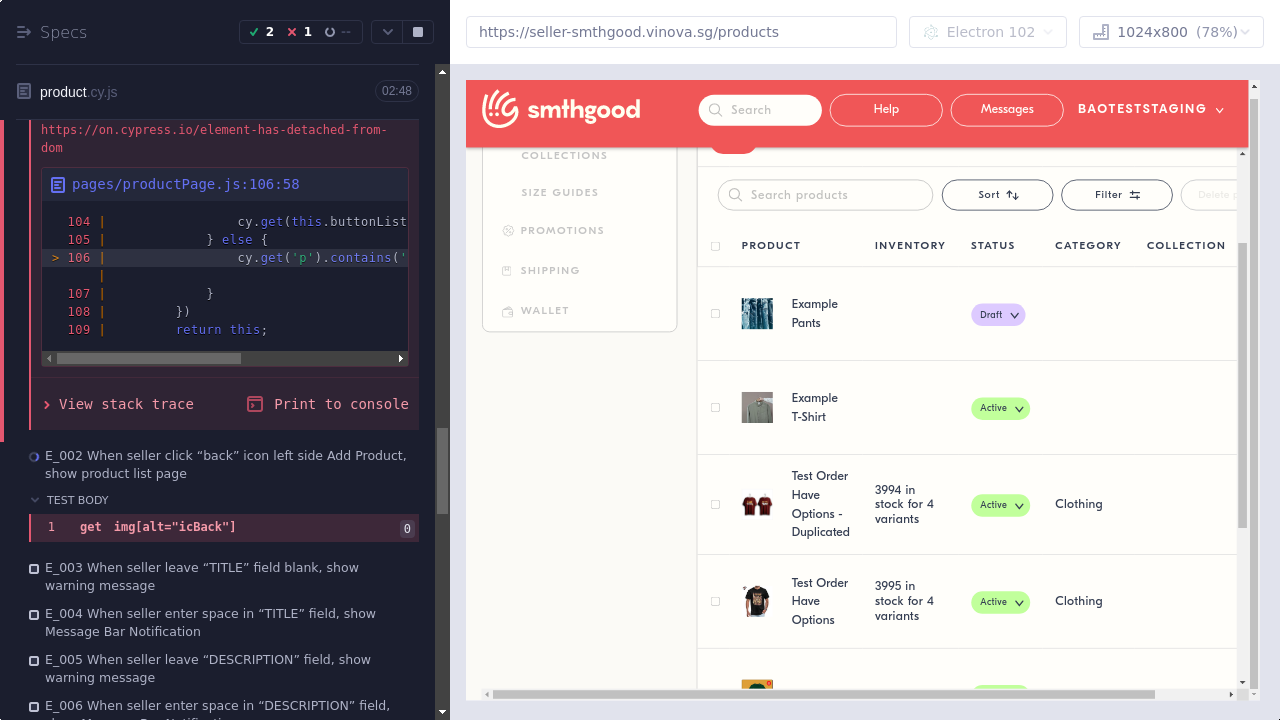 Specs
2
1
--
https://seller-smthgood.vinova.sg/products
Electron 102
1024x800 (78%)
product.cy.js
02:48
https://on.cypress.io/element-has-detached-from-
dom
pages/productPage.js:106:58
104 | cy.get(this.buttonList
105 | } else {
> 106 | cy.get('p').contains('
|
107 | }
108 | })
109 | return this;
View stack trace
Print to console
E_002 When seller click “back” icon left side Add Product,
show product list page
TEST BODY
1 get img[alt="icBack"]
0
E_003 When seller leave “TITLE” field blank, show
warning message
E_004 When seller enter space in “TITLE” field, show
Message Bar Notification
E_005 When seller leave “DESCRIPTION” field, show
warning message
E_006 When seller enter space in “DESCRIPTION” field,
smthgood
Search
Help
Messages
BAOTESTSTAGING
COLLECTIONS
SIZE GUIDES
PROMOTIONS
SHIPPING
WALLET
Search products
Sort
Filter
Delete p
PRODUCT
INVENTORY
STATUS
CATEGORY
COLLECTION
Example
Pants
Draft
Example
T-Shirt
Active
Test Order
Have
Options -
Duplicated
3994 in
stock for 4
variants
Active
Clothing
Test Order
Have
Options
3995 in
stock for 4
variants
Active
Clothing